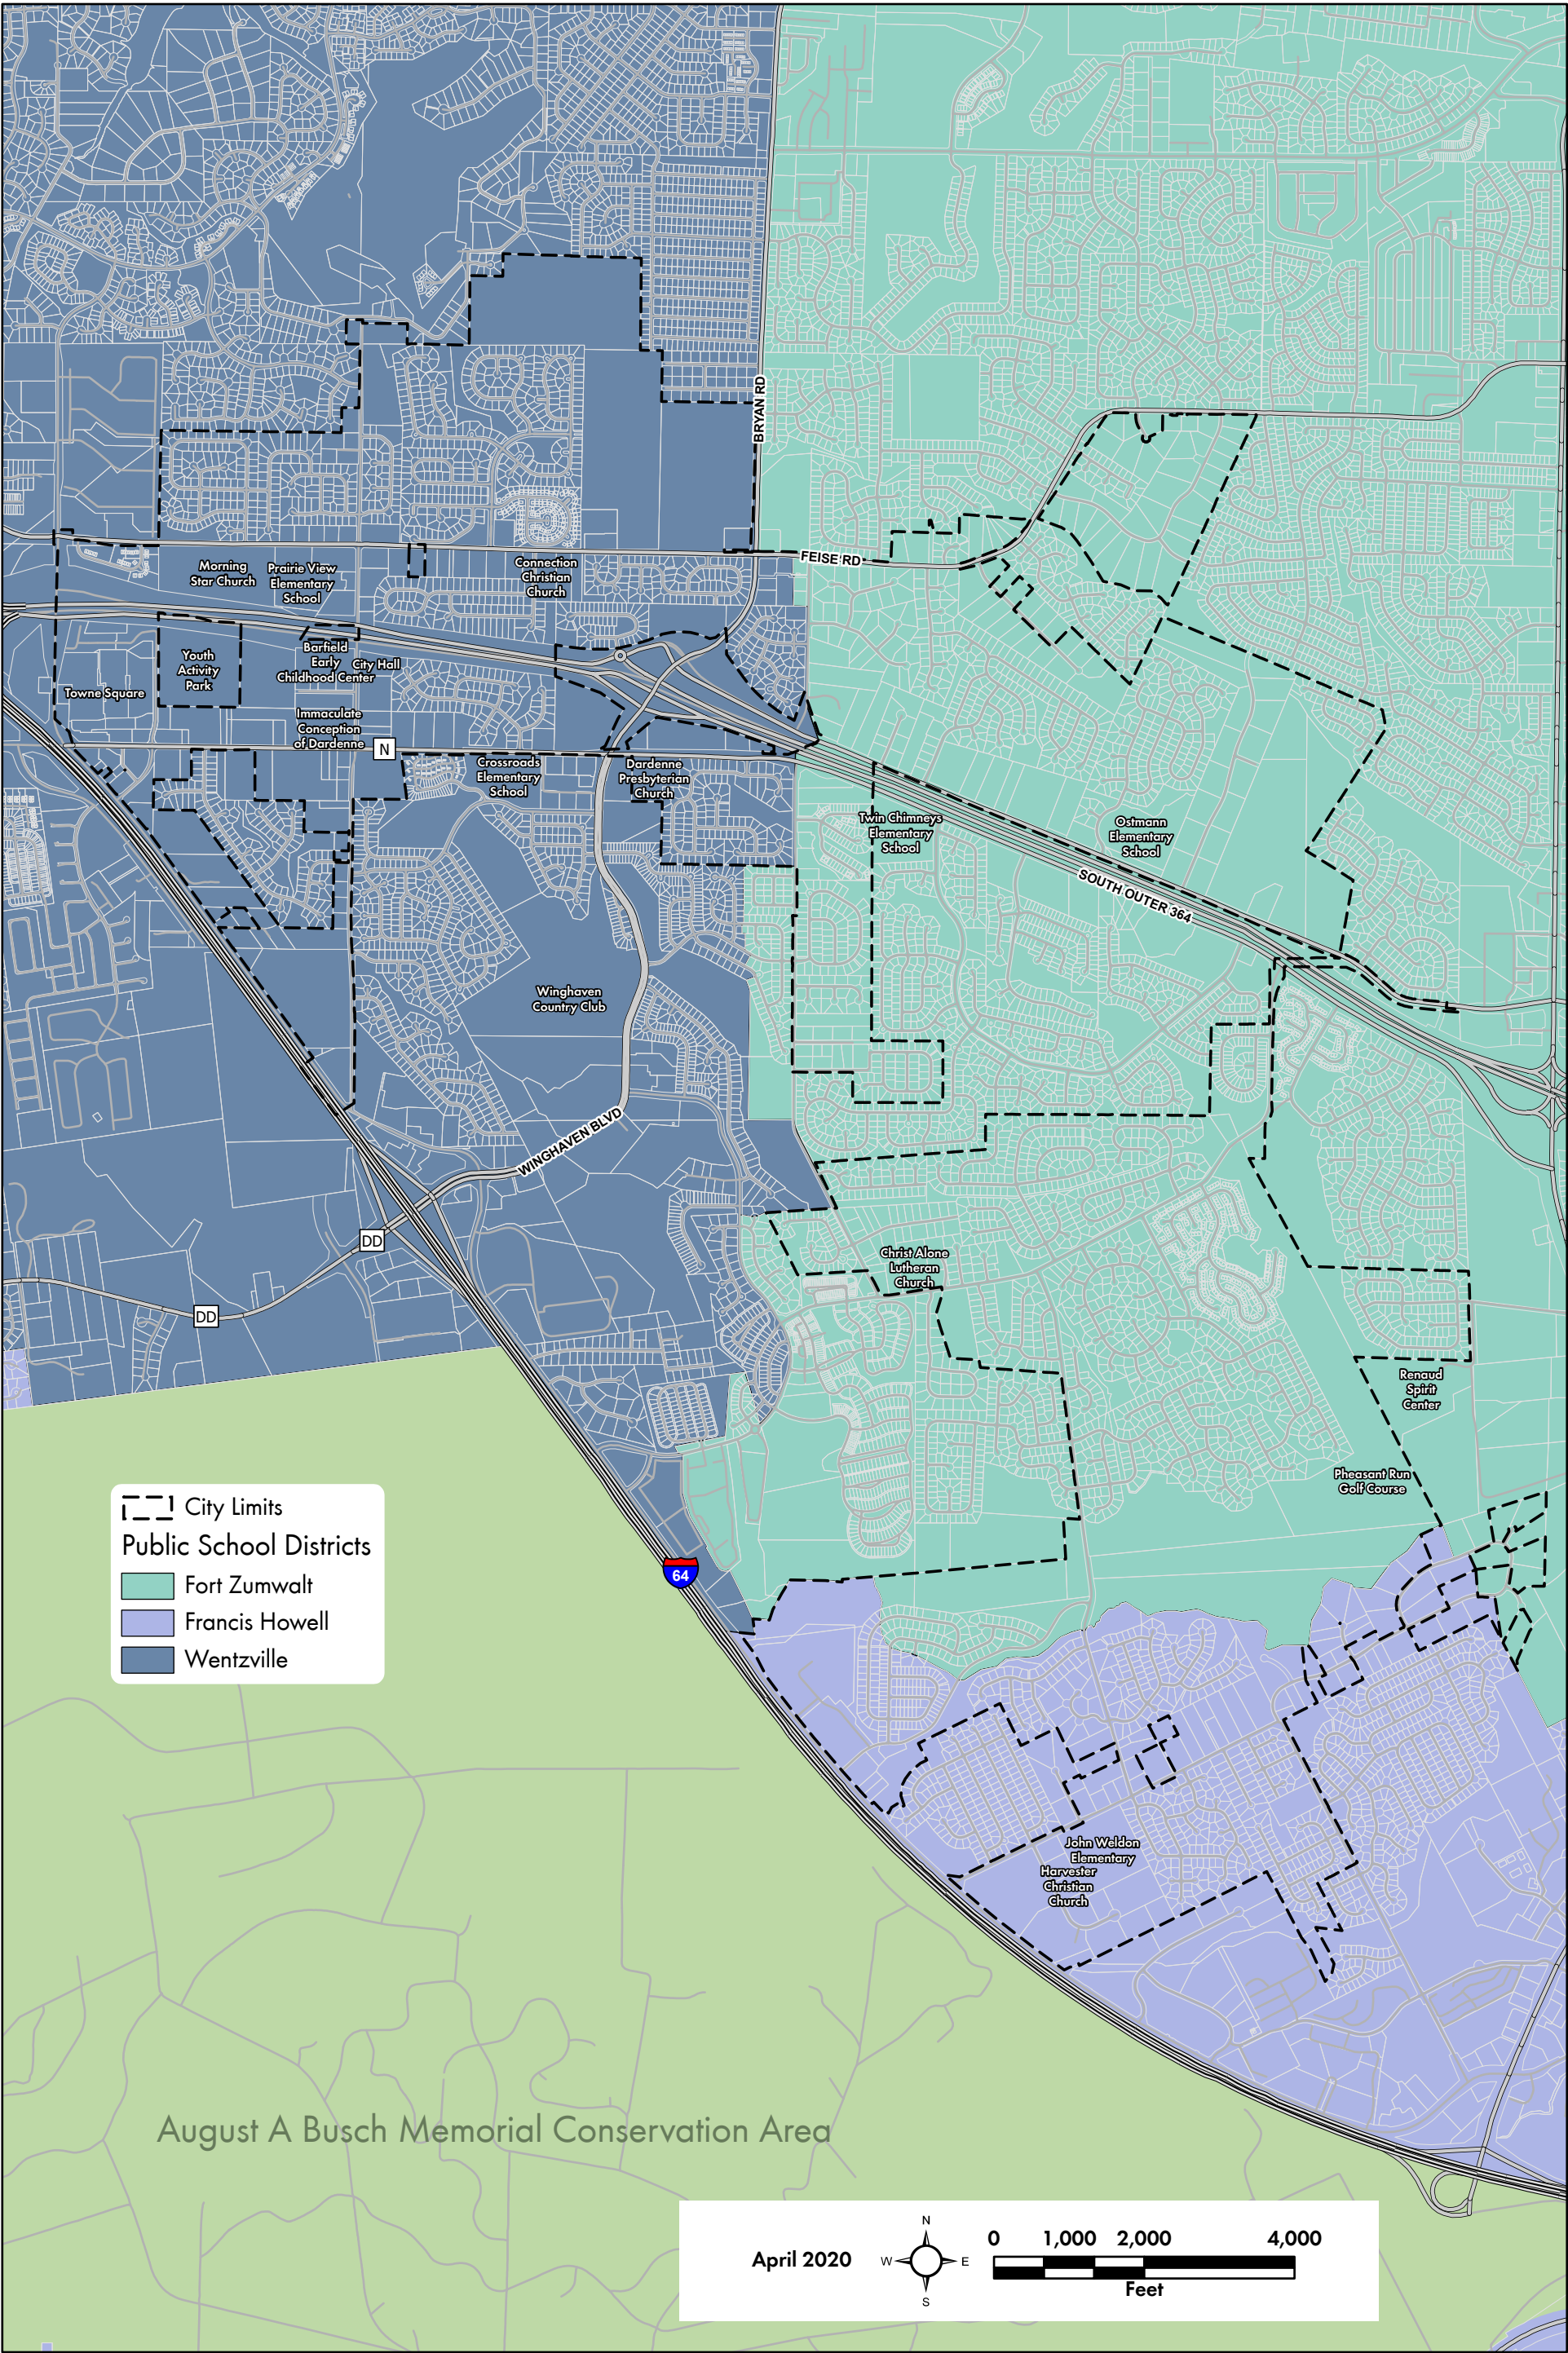 BRYAN RD
FEISE RD
Morning
Star Church
Prairie View
Elementary
School
Connection
Christian
Church
Youth
Activity
Park
Barfield
Early
Childhood Center
City Hall
Towne Square
Immaculate
Conception
of Dardenne
N
Crossroads
Elementary
School
Dardenne
Presbyterian
Church
Twin Chimneys
Elementary
School
Ostmann
Elementary
School
SOUTH OUTER 364
Winghaven
Country Club
WINGHAVEN BLVD
DD
DD
Christ Alone
Lutheran
Church
Renaud
Spirit
Center
Pheasant Run
Golf Course
City Limits
Public School Districts
Fort Zumwalt
Francis Howell
Wentzville
64
John Weldon
Elementary
Harvester
Christian
Church
August A Busch Memorial Conservation Area
April 2020
N
W
E
S
0 1,000 2,000 4,000
Feet